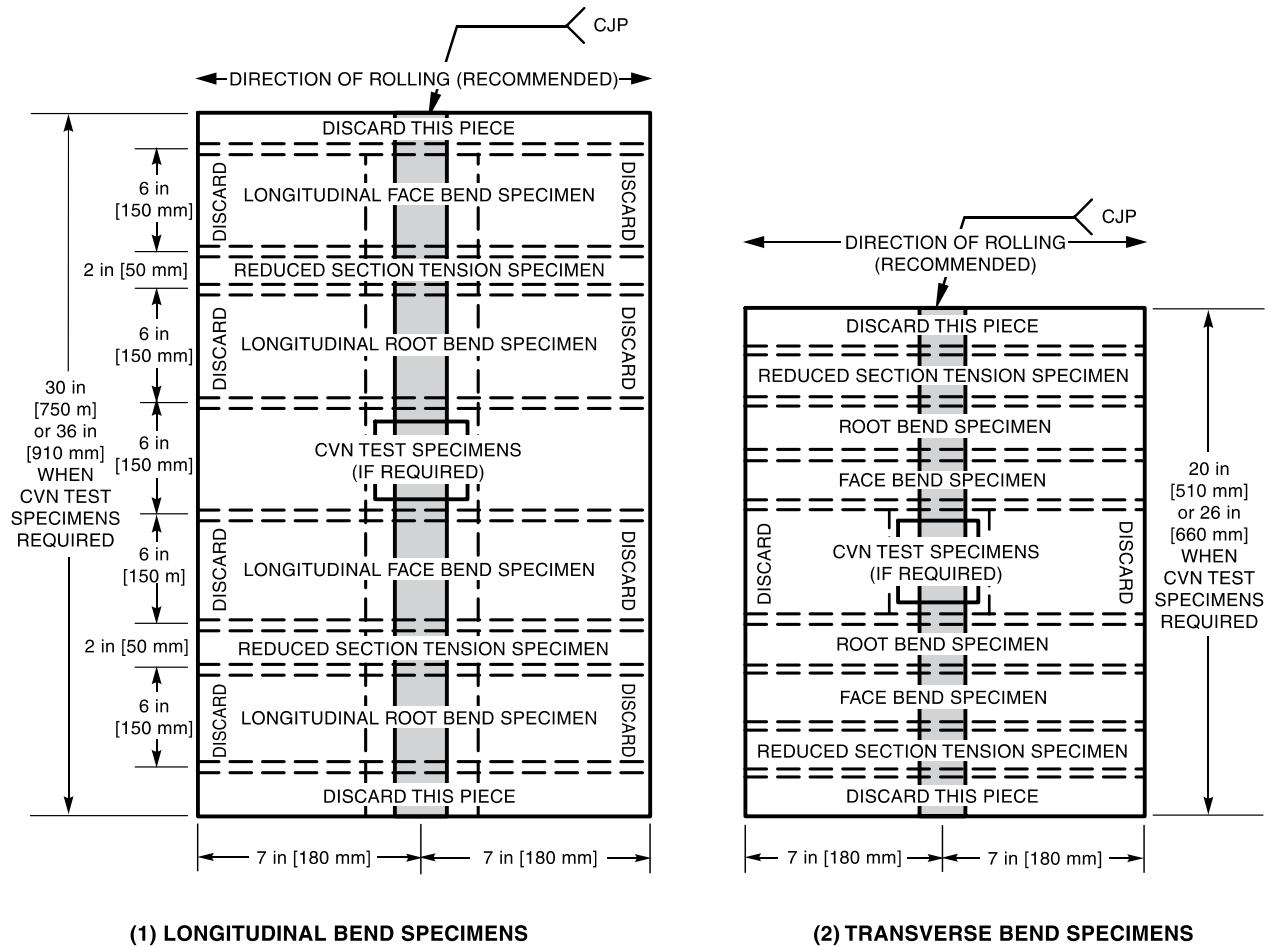 CJP
DIRECTION OF ROLLING (RECOMMENDED)
DISCARD THIS PIECE
6 in
[150 mm]
DISCARD
LONGITUDINAL FACE BEND SPECIMEN
DISCARD
2 in [50 mm]
REDUCED SECTION TENSION SPECIMEN
6 in
[150 mm]
DISCARD
LONGITUDINAL ROOT BEND SPECIMEN
DISCARD
30 in
[750 m]
or 36 in
[910 mm]
WHEN
CVN TEST
SPECIMENS
REQUIRED
6 in
[150 mm]
CVN TEST SPECIMENS
(IF REQUIRED)
6 in
[150 m]
DISCARD
LONGITUDINAL FACE BEND SPECIMEN
DISCARD
2 in [50 mm]
REDUCED SECTION TENSION SPECIMEN
6 in
[150 mm]
DISCARD
LONGITUDINAL ROOT BEND SPECIMEN
DISCARD
DISCARD THIS PIECE
7 in [180 mm]
7 in [180 mm]
(1) LONGITUDINAL BEND SPECIMENS
CJP
DIRECTION OF ROLLING
(RECOMMENDED)
DISCARD THIS PIECE
REDUCED SECTION TENSION SPECIMEN
ROOT BEND SPECIMEN
FACE BEND SPECIMEN
DISCARD
CVN TEST SPECIMENS
(IF REQUIRED)
DISCARD
20 in
[510 mm]
or 26 in
[660 mm]
WHEN
CVN TEST
SPECIMENS
REQUIRED
ROOT BEND SPECIMEN
FACE BEND SPECIMEN
REDUCED SECTION TENSION SPECIMEN
DISCARD THIS PIECE
7 in [180 mm]
7 in [180 mm]
(2) TRANSVERSE BEND SPECIMENS